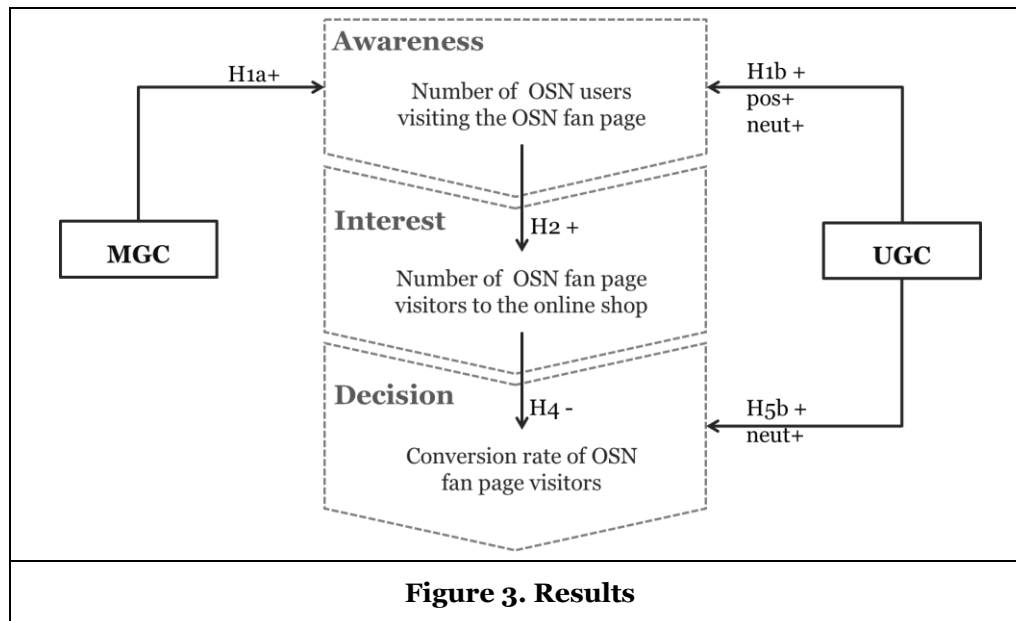 Awareness
H1a+
Number of OSN users
visiting the OSN fan page
H1b +
pos+
neut+
Interest
H2 +
MGC
UGC
Number of OSN fan page
visitors to the online shop
Decision
H4 -
H5b +
neut+
Conversion rate of OSN
fan page visitors
Figure 3. Results